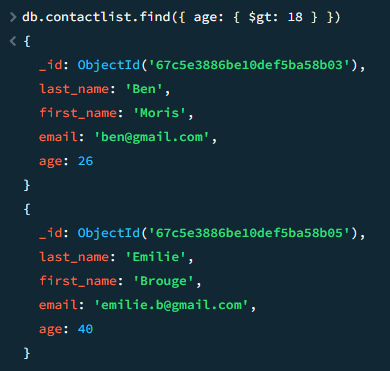 > db.contactlist.find({ age: { $gt: 18 } })
< {
_id: ObjectId('67c5e3886be10def5ba58b03'),
last_name: 'Ben',
first_name: 'Moris',
email: 'ben@gmail.com',
age: 26
}
{
_id: ObjectId('67c5e3886be10def5ba58b05'),
last_name: 'Emilie',
first_name: 'Brouge',
email: 'emilie.b@gmail.com',
age: 40
}